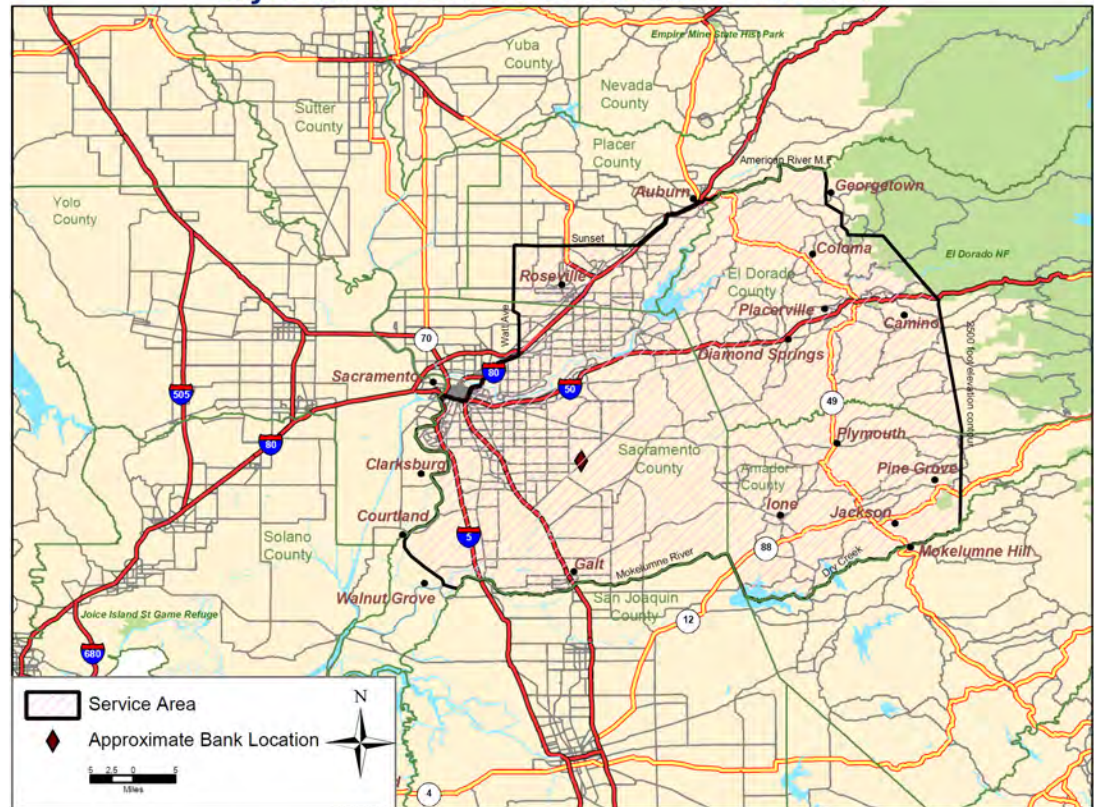 Empire Mine State Hist Park
Yuba
County
Nevada
County
Sutter
County
Placer
County
American River M.F
Auburn
Georgetown
Yolo
County
Sunset
Coloma
El Dorado NF
Roseville
El Dorado
County
Placerville
Camino
Watt Ave
70
Diamond Springs
2500 foot elevation contour
Sacramento
80
50
505
49
80
Plymouth
Clarksburg
Sacramento
County
Amador
County
Pine Grove
Ione
Courtland
Jackson
Solano
County
5
88
Mokelumne Hill
Galt
Mokelumne River
Dry Creek
Walnut Grove
San Joaquin
County
Joice Island St Game Refuge
12
680
Service Area
N
Approximate Bank Location
5 2.5 0 5
Miles
4